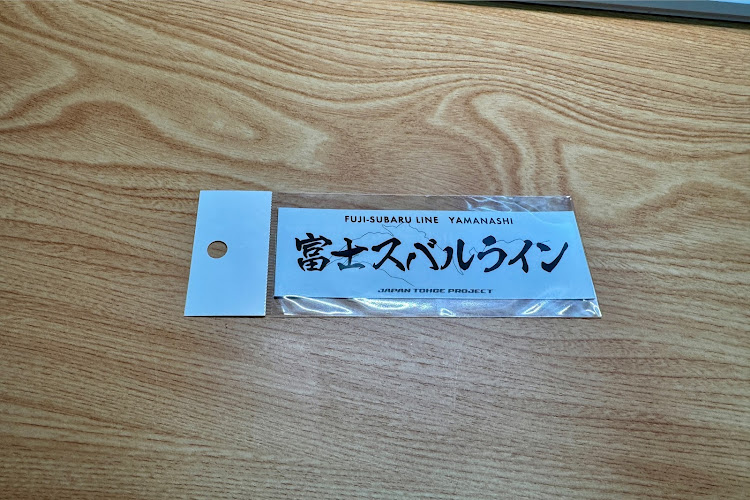 FUJI-SUBARU LINE YAMANASHI
富士スバルライン
JAPAN TOHGE PROJECT